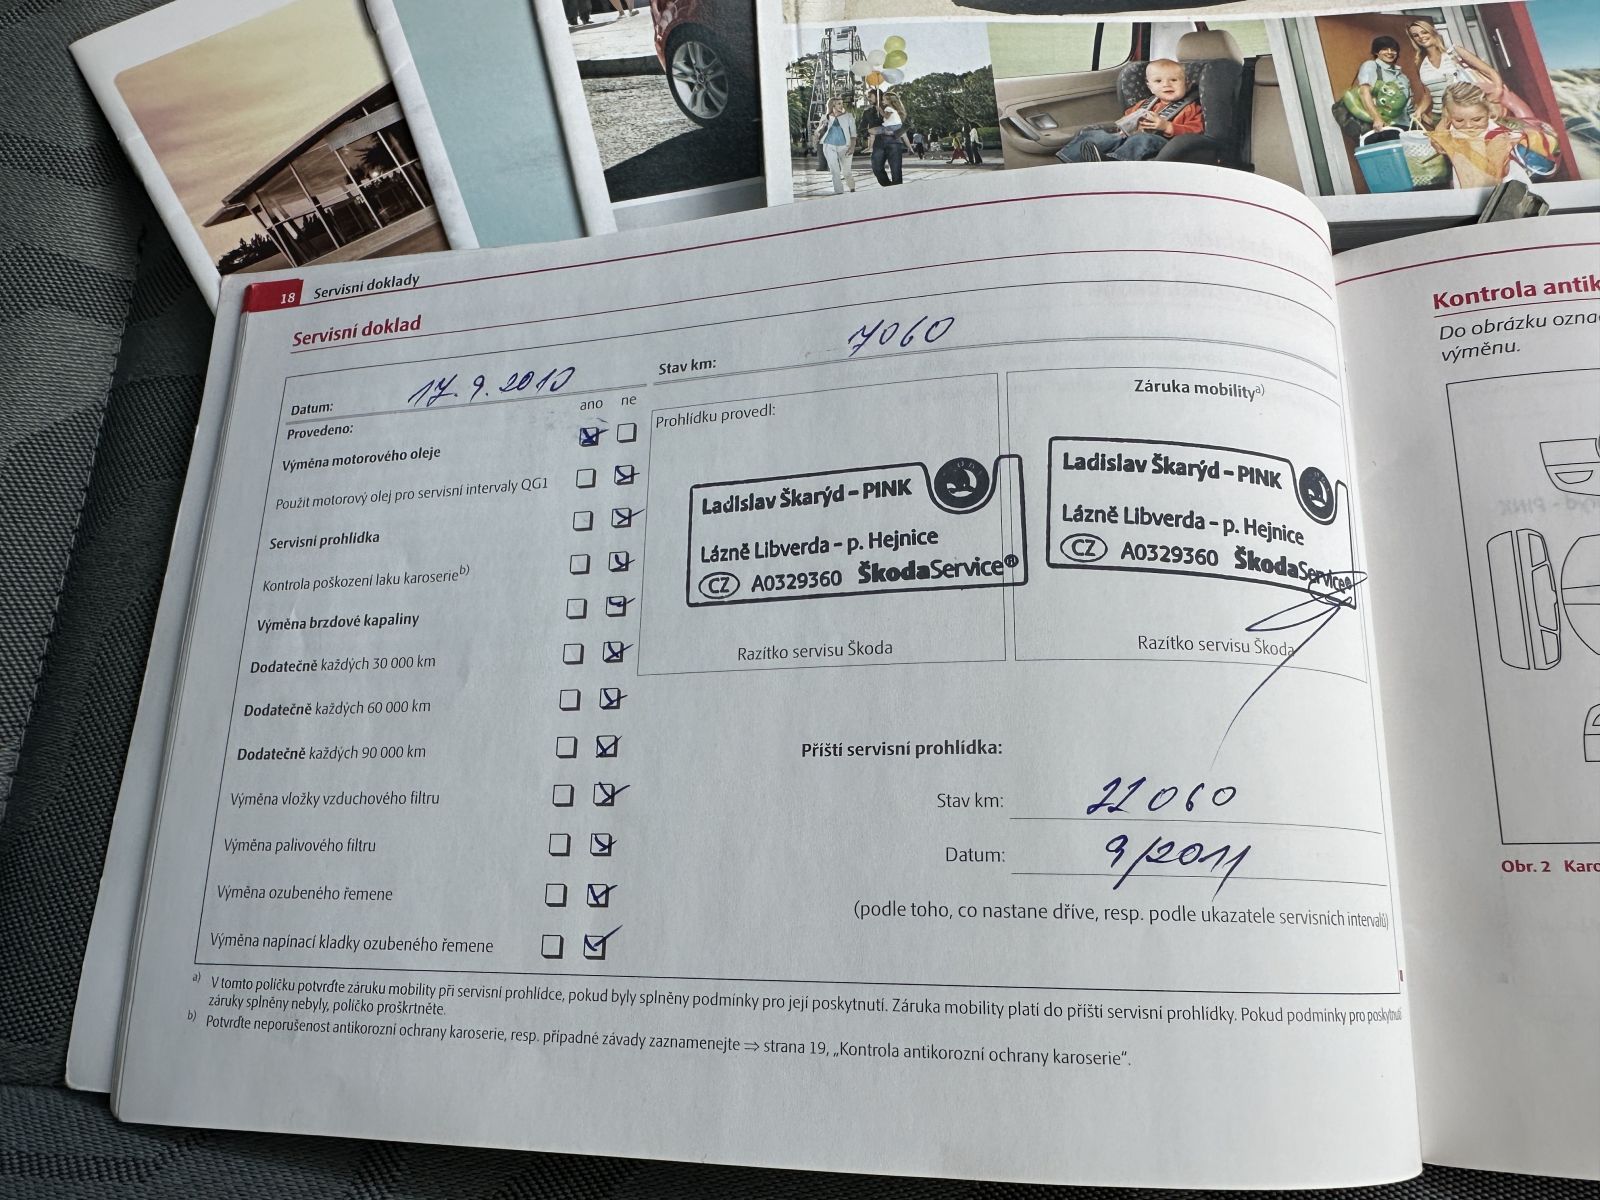 18 Servisní doklady
Servisní doklad
Datum: 17.9.2010 Stav km: 7060
Provedeno: ano ne
Výměna motorového oleje
Použit motorový olej pro servisní intervaly QG1
Servisní prohlídka
Kontrola poškození laku karoserie b)
Výměna brzdové kapaliny
Dodatečně každých 30 000 km
Dodatečně každých 60 000 km
Dodatečně každých 90 000 km
Výměna vložky vzduchového filtru
Výměna palivového filtru
Výměna ozubeného řemene
Výměna napínací kladky ozubeného řemene
Prohlídku provedl:
Ladislav Škarýd – PINK
Lázně Libverda – p. Hejnice
CZ A0329360 ŠkodaService®
Razítko servisu Škoda
Záruka mobility a)
Ladislav Škarýd – PINK
Lázně Libverda – p. Hejnice
CZ A0329360 ŠkodaService®
Razítko servisu Škoda
Příští servisní prohlídka:
Stav km: 22060
Datum: 9/2011
(podle toho, co nastane dříve, resp. podle ukazatele servisních intervalů)
a) V tomto políčku potvrďte záruku mobility při servisní prohlídce, pokud byly splněny podmínky pro její poskytnutí. Záruka mobility platí do příští servisní prohlídky. Pokud podmínky pro poskytnutí
záruky splněny nebyly, políčko proškrtněte.
b) Potvrďte neporušenost antikorozní ochrany karoserie, resp. případné závady zaznamenejte ⇒ strana 19, „Kontrola antikorozní ochrany karoserie“.
Kontrola antik
Do obrázku označ
výměnu.
Obr. 2 Karo